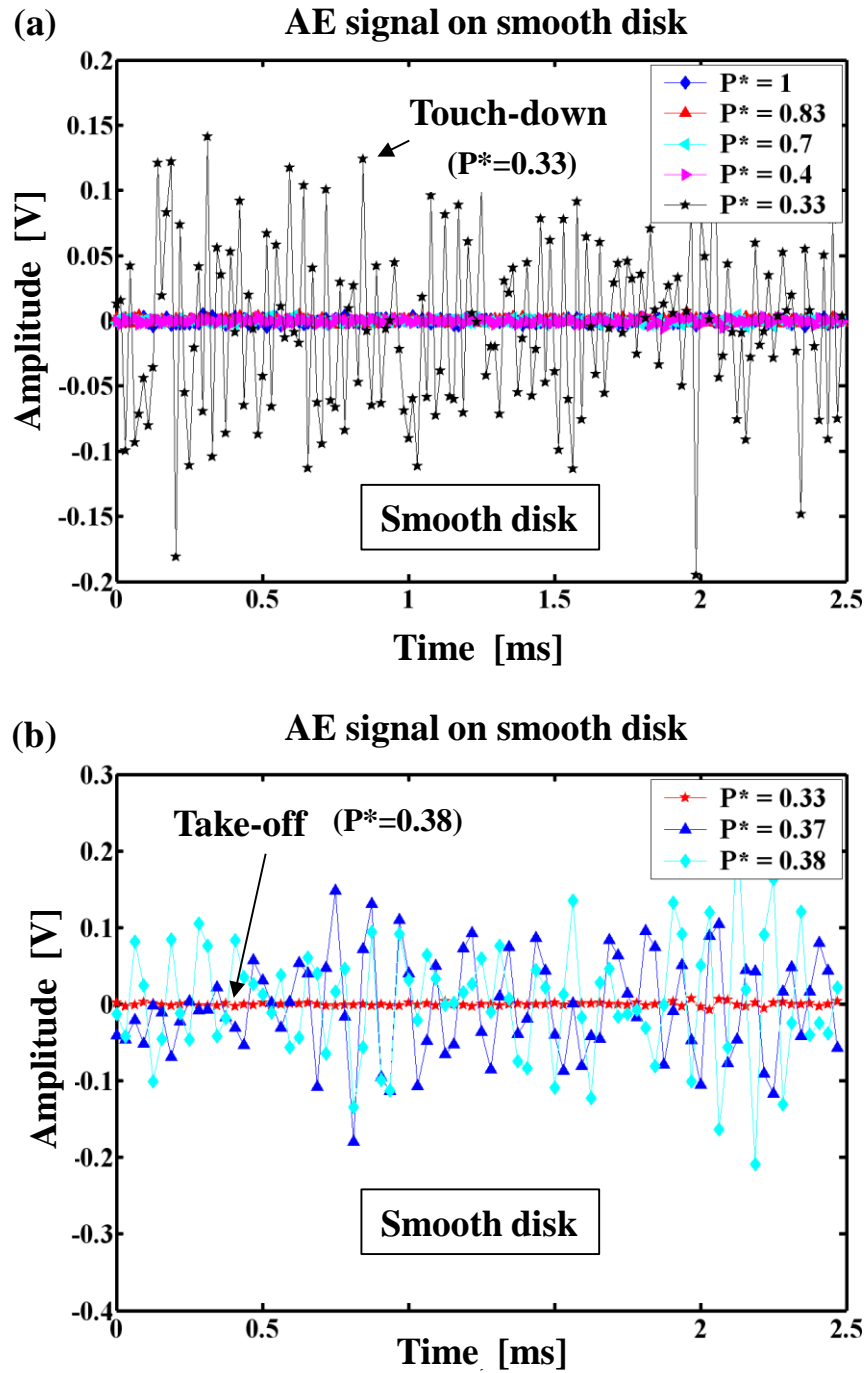 (a)
AE signal on smooth disk
0.2
0.15
0.1
0.05
0
-0.05
-0.1
-0.15
-0.2
Amplitude [V]
P* = 1
P* = 0.83
P* = 0.7
P* = 0.4
P* = 0.33
Touch-down
(P*=0.33)
Smooth disk
0 0.5 1 1.5 2 2.5
Time [ms]
(b)
AE signal on smooth disk
0.3
0.2
0.1
0
-0.1
-0.2
-0.3
-0.4
Amplitude [V]
P* = 0.33
P* = 0.37
P* = 0.38
Take-off (P*=0.38)
Smooth disk
0 0.5 1 1.5 2 2.5
Time [ms]